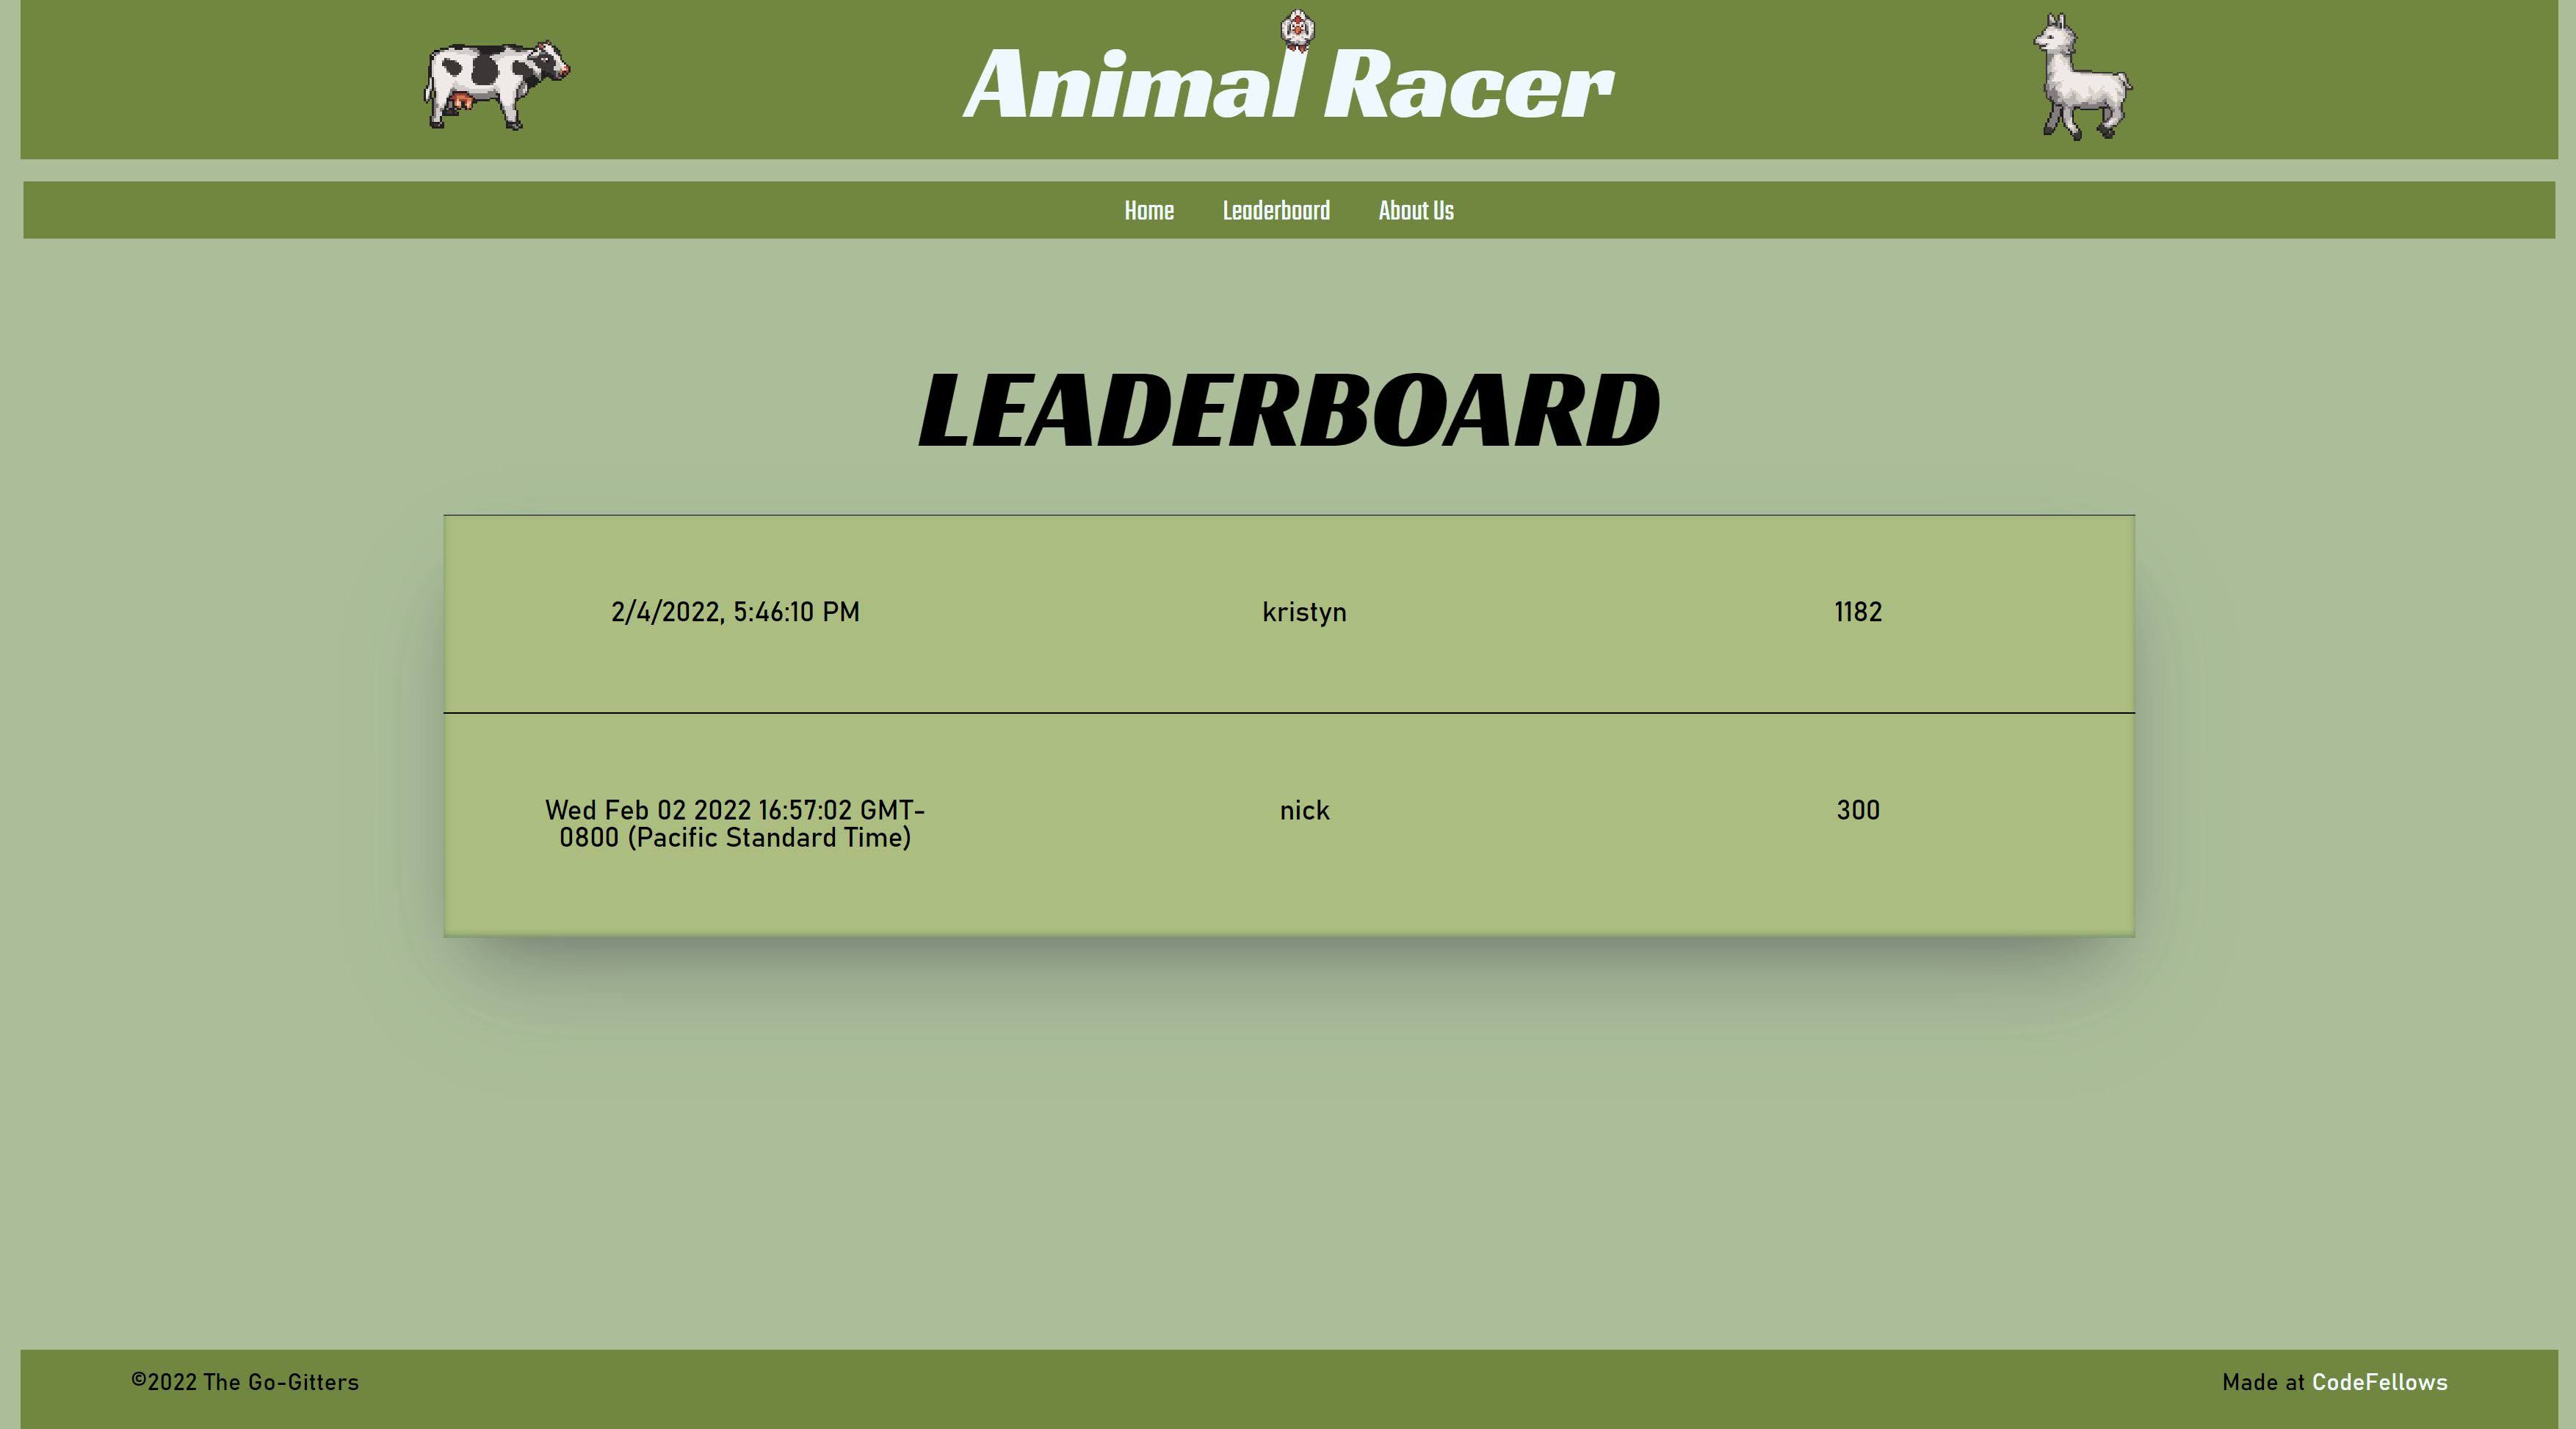 Animal Racer
Home Leaderboard About Us
LEADERBOARD
2/4/2022, 5:46:10 PM kristyn 1182
Wed Feb 02 2022 16:57:02 GMT- nick 300
0800 (Pacific Standard Time)
©2022 The Go-Gitters Made at CodeFellows